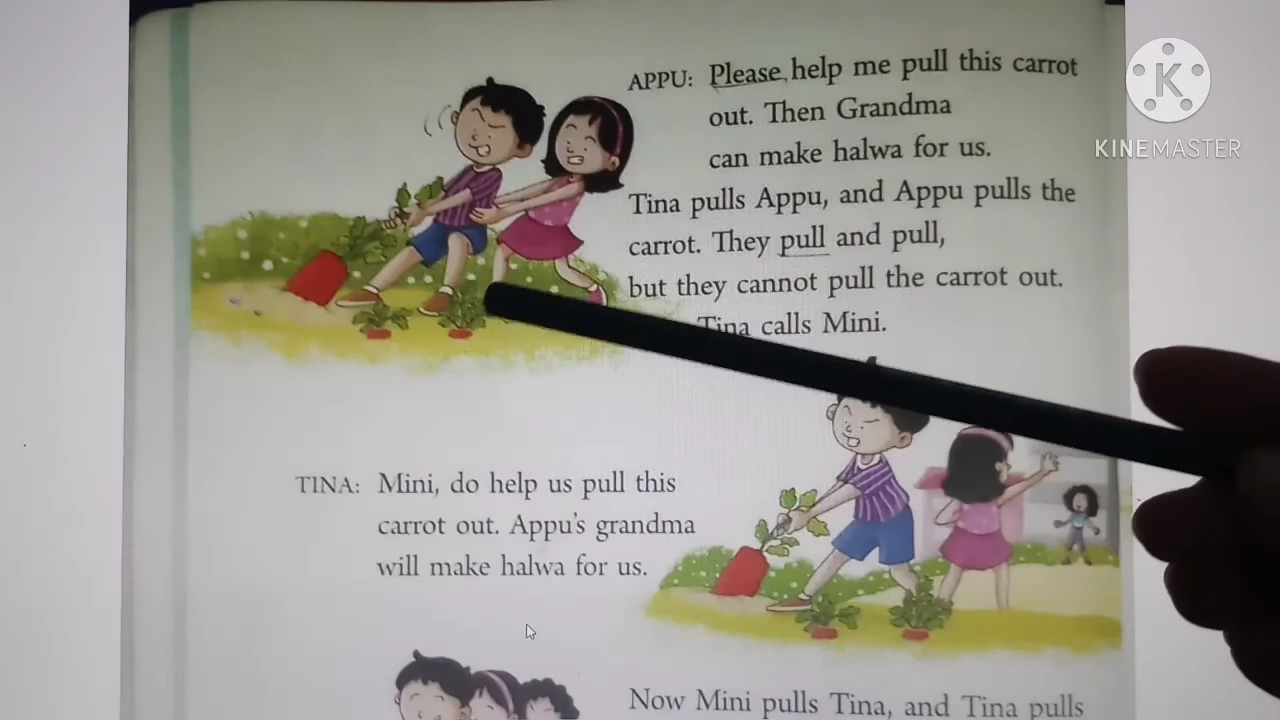 APPU: Please help me pull this carrot
out. Then Grandma
can make halwa for us.
Tina pulls Appu, and Appu pulls the
carrot. They pull and pull,
but they cannot pull the carrot out.
Tina calls Mini.
TINA: Mini, do help us pull this
carrot out. Appu's grandma
will make halwa for us.
Now Mini pulls Tina, and Tina pulls
K
KINEMASTER